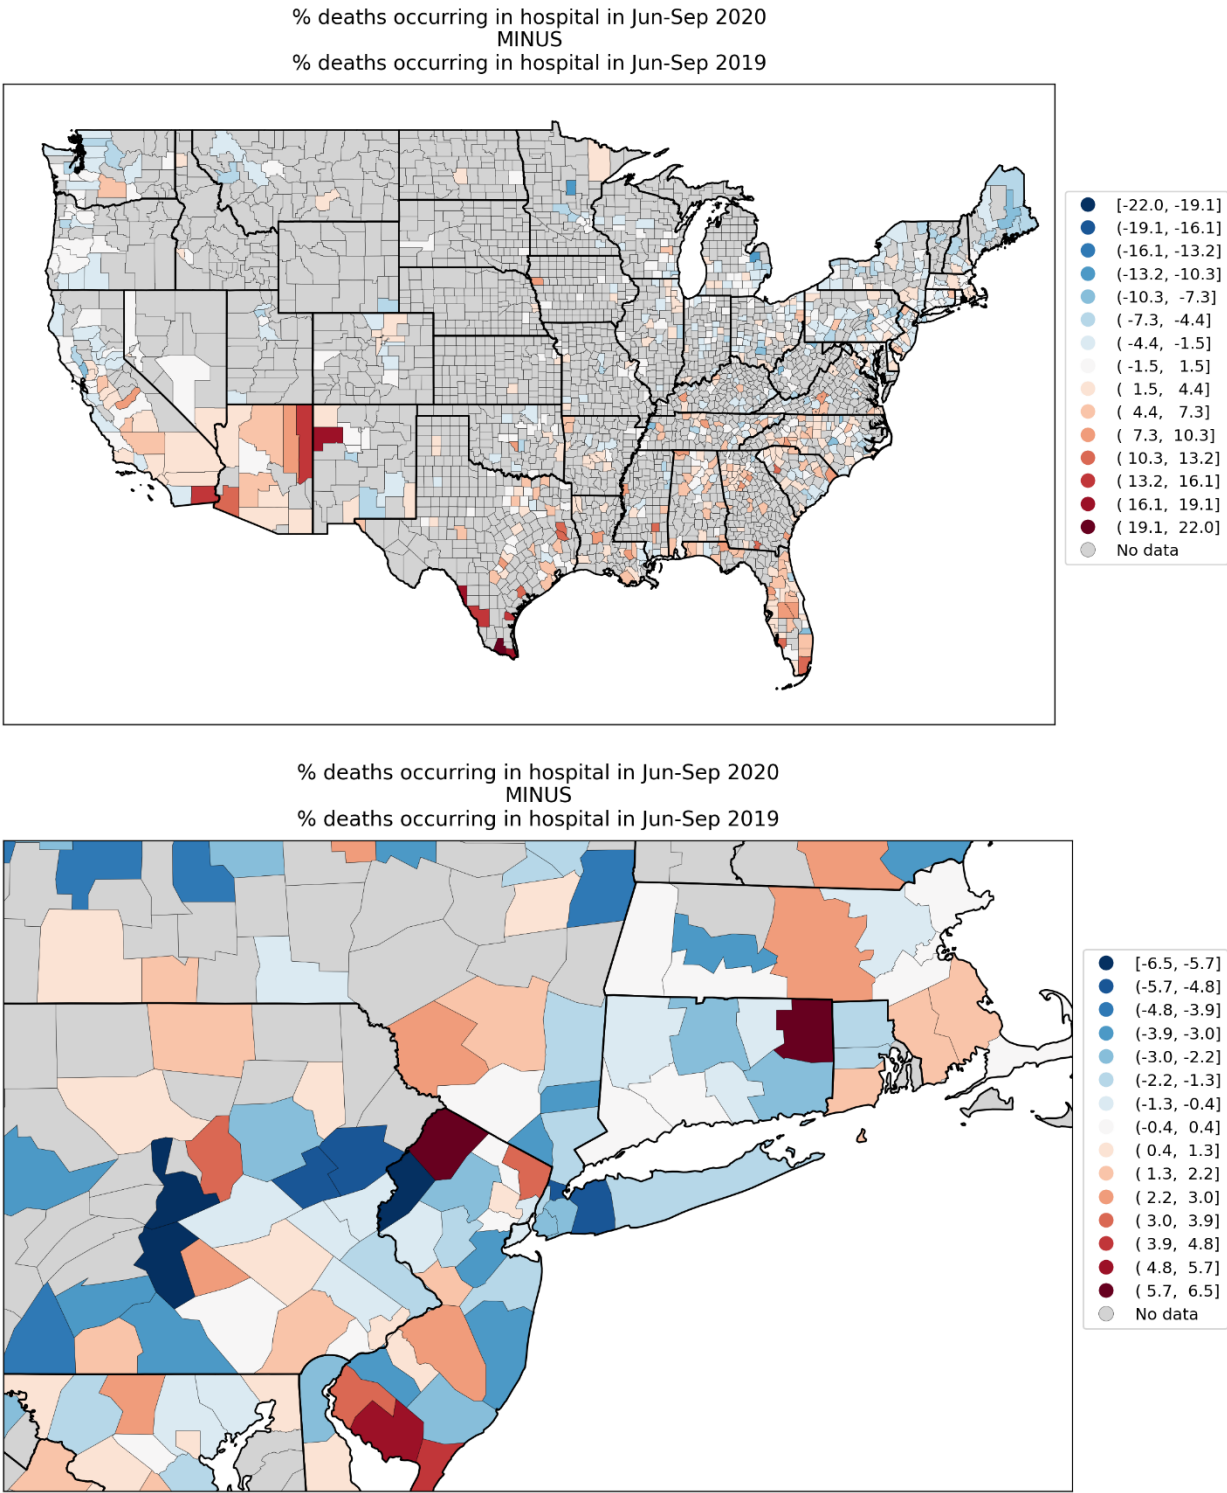 % deaths occurring in hospital in Jun-Sep 2020
MINUS
% deaths occurring in hospital in Jun-Sep 2019
[-22.0, -19.1]
(-19.1, -16.1]
(-16.1, -13.2]
(-13.2, -10.3]
(-10.3, -7.3]
( -7.3, -4.4]
( -4.4, -1.5]
( -1.5, 1.5]
( 1.5, 4.4]
( 4.4, 7.3]
( 7.3, 10.3]
( 10.3, 13.2]
( 13.2, 16.1]
( 16.1, 19.1]
( 19.1, 22.0]
No data
% deaths occurring in hospital in Jun-Sep 2020
MINUS
% deaths occurring in hospital in Jun-Sep 2019
[-6.5, -5.7]
(-5.7, -4.8]
(-4.8, -3.9]
(-3.9, -3.0]
(-3.0, -2.2]
(-2.2, -1.3]
(-1.3, -0.4]
(-0.4, 0.4]
( 0.4, 1.3]
( 1.3, 2.2]
( 2.2, 3.0]
( 3.0, 3.9]
( 3.9, 4.8]
( 4.8, 5.7]
( 5.7, 6.5]
No data